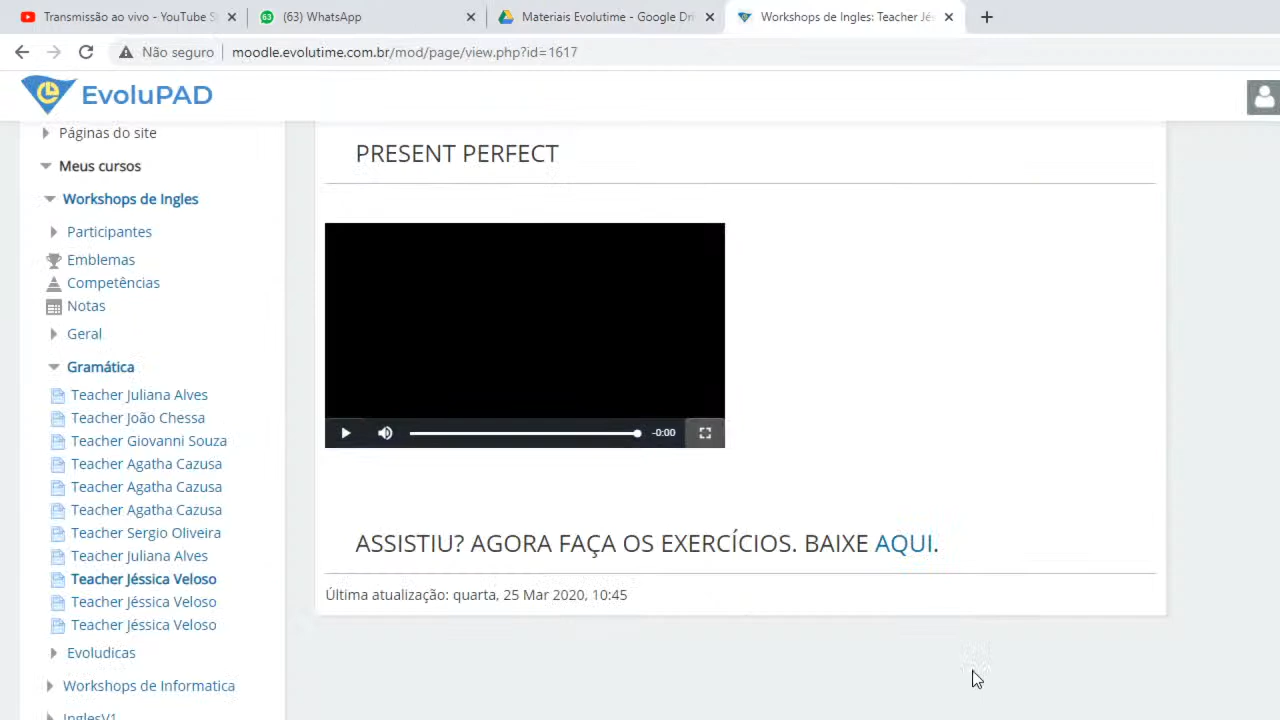 Transmissão ao vivo - YouTube S
(63) WhatsApp
Materiais Evolutime - Google Dri
Workshops de Ingles: Teacher Jés
Não seguro
moodle.evolutime.com.br/mod/page/view.php?id=1617
EvoluPAD
Páginas do site
Meus cursos
Workshops de Ingles
Participantes
Emblemas
Competências
Notas
Geral
Gramática
Teacher Juliana Alves
Teacher João Chessa
Teacher Giovanni Souza
Teacher Agatha Cazusa
Teacher Agatha Cazusa
Teacher Agatha Cazusa
Teacher Sergio Oliveira
Teacher Juliana Alves
Teacher Jéssica Veloso
Teacher Jéssica Veloso
Teacher Jéssica Veloso
Evoludicas
Workshops de Informatica
InglesV1
PRESENT PERFECT
-0:00
ASSISTIU? AGORA FAÇA OS EXERCÍCIOS. BAIXE AQUI.
Última atualização: quarta, 25 Mar 2020, 10:45